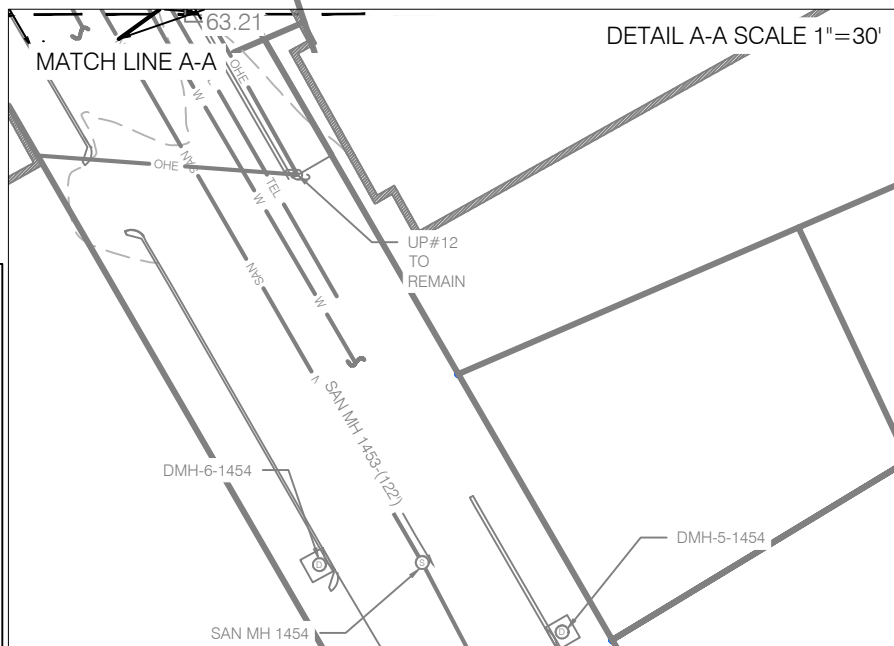 63.21
DETAIL A-A SCALE 1"=30'
MATCH LINE A-A
OHE
W
OHE
SAN
TEL
W
UP#12
TO
REMAIN
SAN
W
SAN MH 1453-(122')
DMH-6-1454
DMH-5-1454
D
S
SAN MH 1454
D